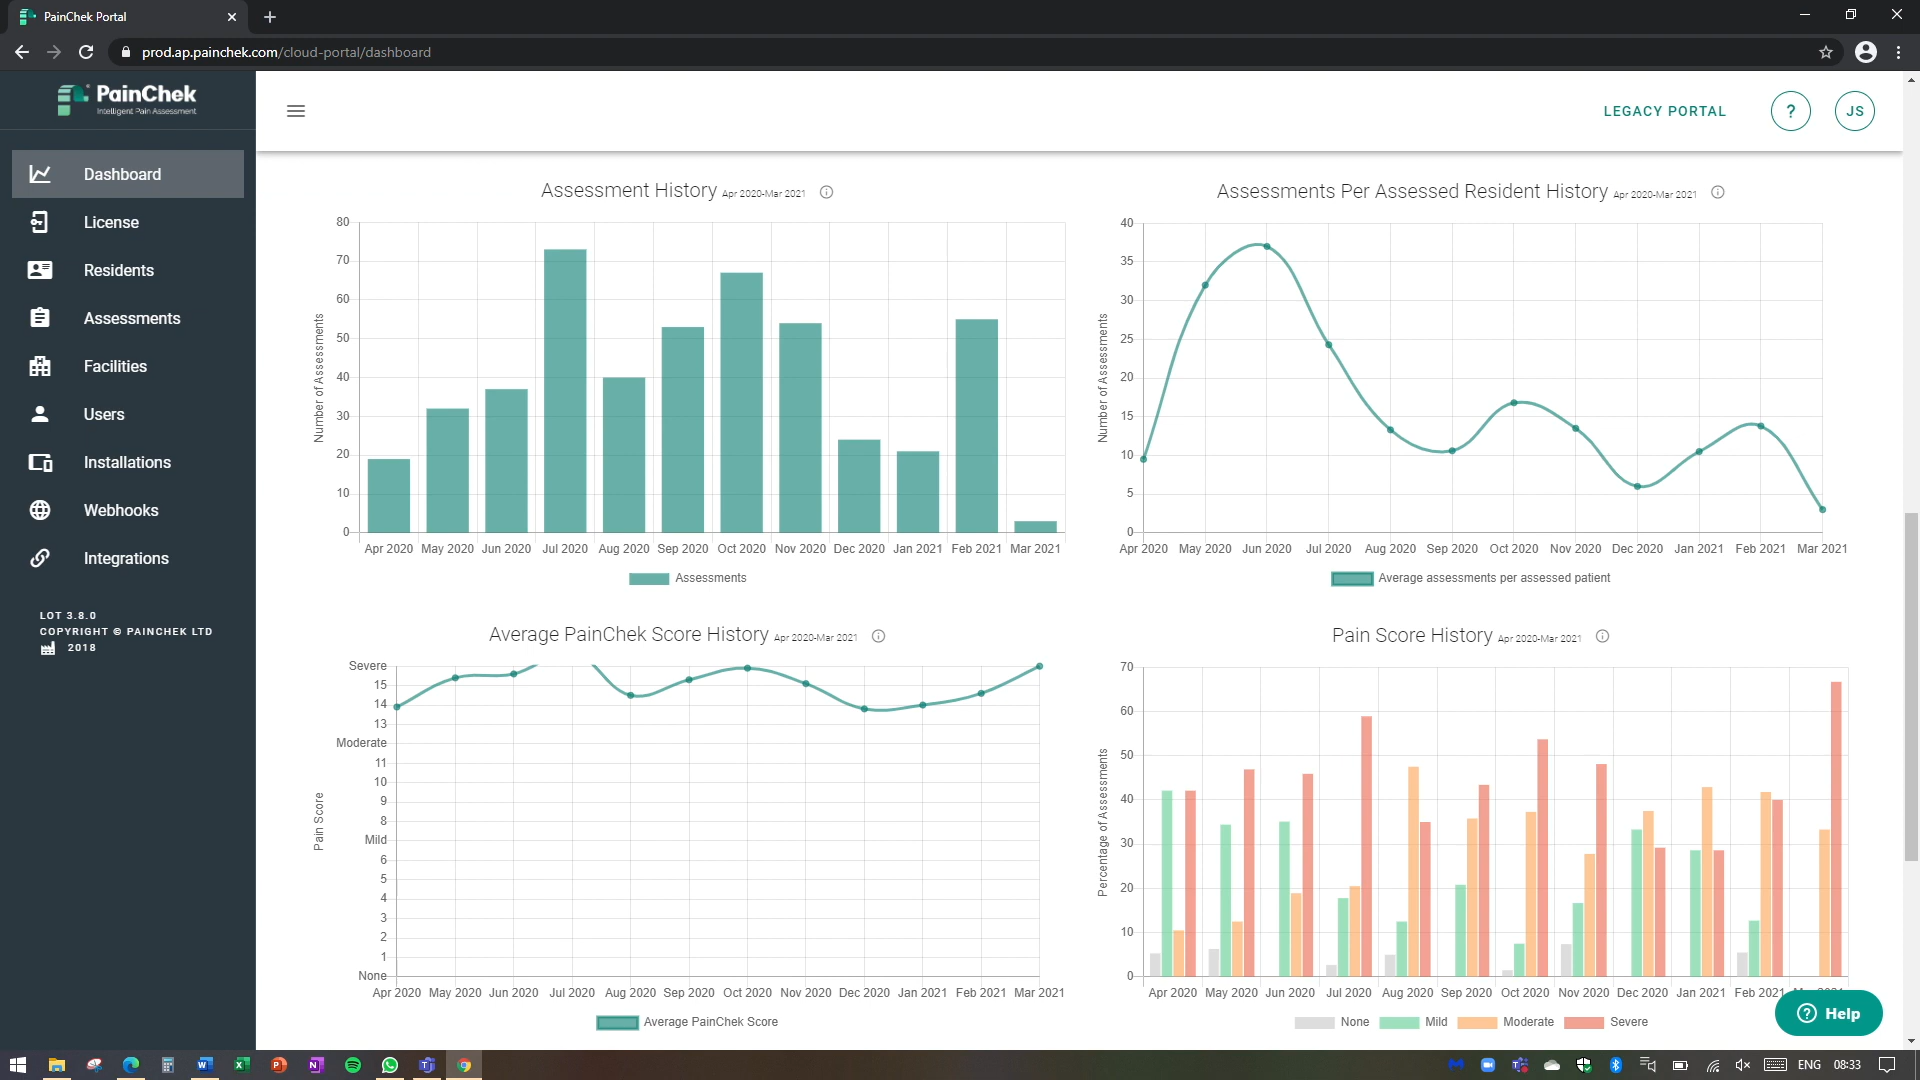 PainChek Portal
prod.ap.painchek.com/cloud-portal/dashboard
PainChek
Intelligent Pain Assessment
LEGACY PORTAL
?
JS
Dashboard
License
Residents
Assessments
Facilities
Users
Installations
Webhooks
Integrations
LOT 3.8.0
COPYRIGHT © PAINCHEK LTD
2018
Assessment History Apr 2020-Mar 2021
Number of Assessments
80
70
60
50
40
30
20
10
0
Apr 2020 May 2020 Jun 2020 Jul 2020 Aug 2020 Sep 2020 Oct 2020 Nov 2020 Dec 2020 Jan 2021 Feb 2021 Mar 2021
Assessments
Assessments Per Assessed Resident History Apr 2020-Mar 2021
Number of Assessments
40
35
30
25
20
15
10
5
0
Apr 2020 May 2020 Jun 2020 Jul 2020 Aug 2020 Sep 2020 Oct 2020 Nov 2020 Dec 2020 Jan 2021 Feb 2021 Mar 2021
Average assessments per assessed patient
Average PainChek Score History Apr 2020-Mar 2021
Pain Score
Severe
15
14
13
Moderate
11
10
9
8
Mild
6
5
4
3
2
1
None
Apr 2020 May 2020 Jun 2020 Jul 2020 Aug 2020 Sep 2020 Oct 2020 Nov 2020 Dec 2020 Jan 2021 Feb 2021 Mar 2021
Average PainChek Score
Pain Score History Apr 2020-Mar 2021
Percentage of Assessments
70
60
50
40
30
20
10
0
Apr 2020 May 2020 Jun 2020 Jul 2020 Aug 2020 Sep 2020 Oct 2020 Nov 2020 Dec 2020 Jan 2021 Feb 2021
None Mild Moderate Severe
? Help
ENG 08:33